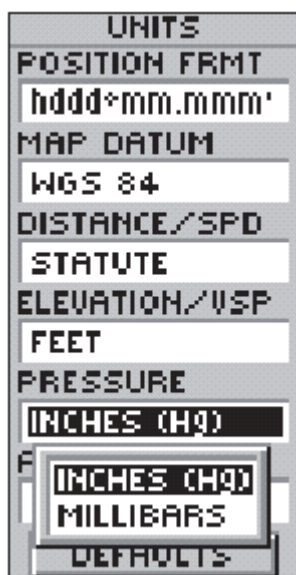 UNITS
POSITION FRMT
hddd°mm.mmm'
MAP DATUM
WGS 84
DISTANCE/SPD
STATUTE
ELEVATION/VSP
FEET
PRESSURE
INCHES (Hg)
INCHES (Hg)
MILLIBARS
DEFAULTS